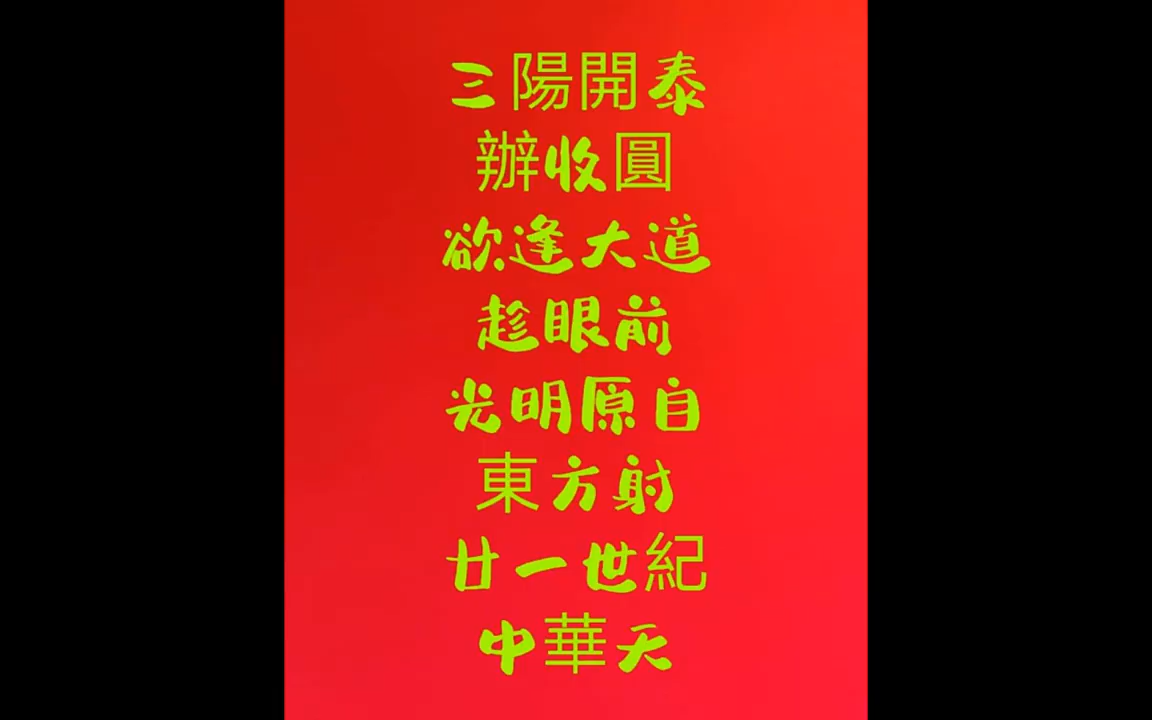 三陽開泰
辦收圓
欲逢大道
趁眼前
光明原自
東方射
廿一世紀
中華天